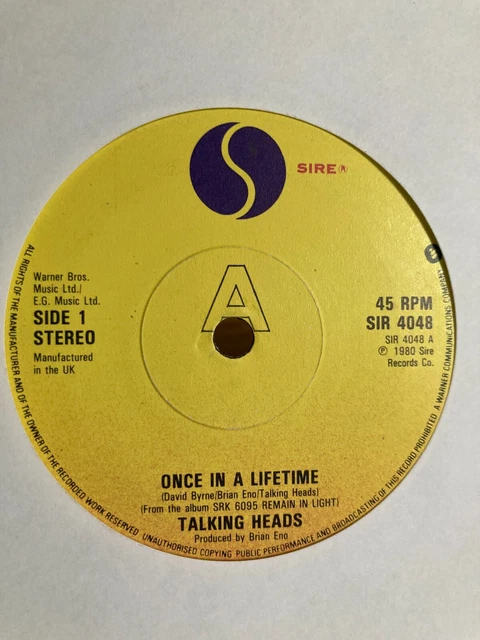 SIRE®
Warner Bros.
Music Ltd./
E.G. Music Ltd.
SIDE 1
STEREO
Manufactured
in the UK
A
45 RPM
SIR 4048
SIR 4048 A
℗ 1980 Sire
Records Co.
ONCE IN A LIFETIME
(David Byrne/Brian Eno/Talking Heads)
(From the album SRK 6095 REMAIN IN LIGHT)
TALKING HEADS
Produced by Brian Eno
ALL RIGHTS OF THE MANUFACTURER AND OF THE OWNER OF THE RECORDED WORK RESERVED UNAUTHORISED COPYING PUBLIC PERFORMANCE AND BROADCASTING OF THIS RECORD PROHIBITED A WARNER COMMUNICATIONS COMPANY